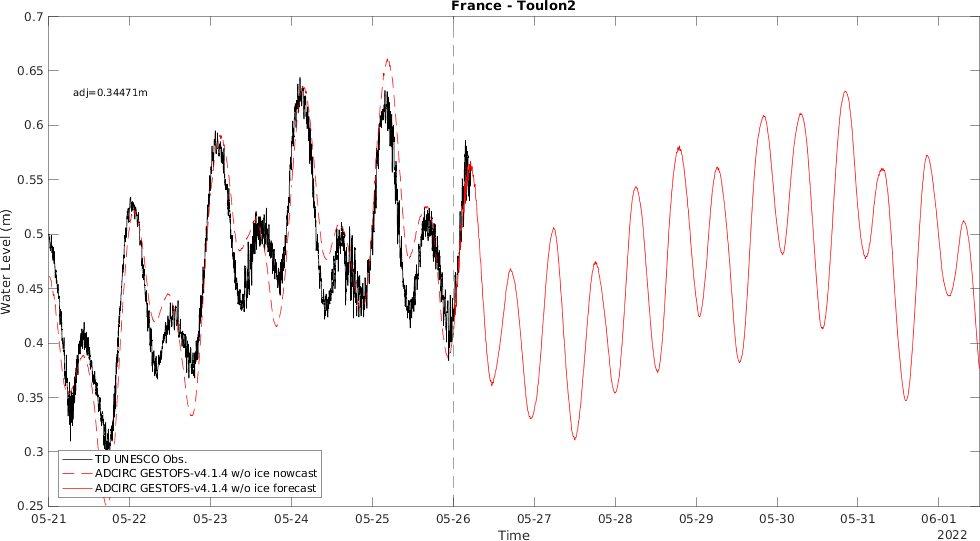 France - Toulon2
0.7
0.65
0.6
0.55
0.5
0.45
0.4
0.35
0.3
0.25
Water Level (m)
adj=0.34471m
TD UNESCO Obs.
ADCIRC GESTOFS-v4.1.4 w/o ice nowcast
ADCIRC GESTOFS-v4.1.4 w/o ice forecast
05-21 05-22 05-23 05-24 05-25 05-26 05-27 05-28 05-29 05-30 05-31 06-01
Time
2022